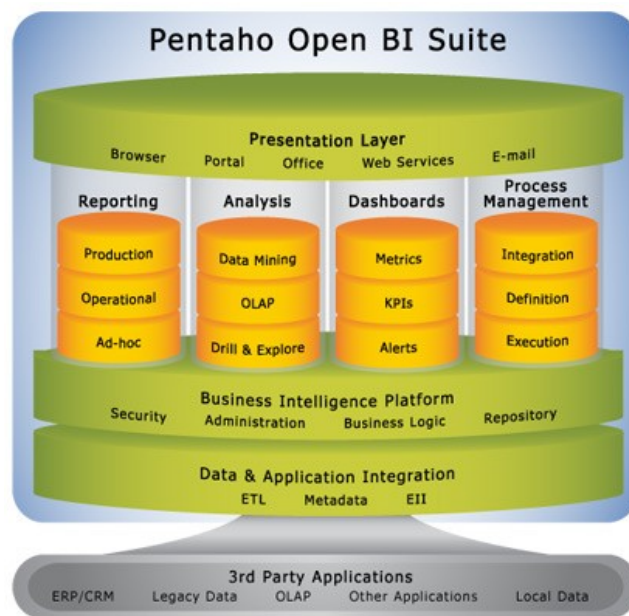 Pentaho Open BI Suite
Presentation Layer
Browser Portal Office Web Services E-mail
Reporting
Production
Operational
Ad-hoc
Analysis
Data Mining
OLAP
Drill & Explore
Dashboards
Metrics
KPIs
Alerts
Process
Management
Integration
Definition
Execution
Business Intelligence Platform
Security Administration Business Logic Repository
Data & Application Integration
ETL Metadata EII
3rd Party Applications
ERP/CRM Legacy Data OLAP Other Applications Local Data